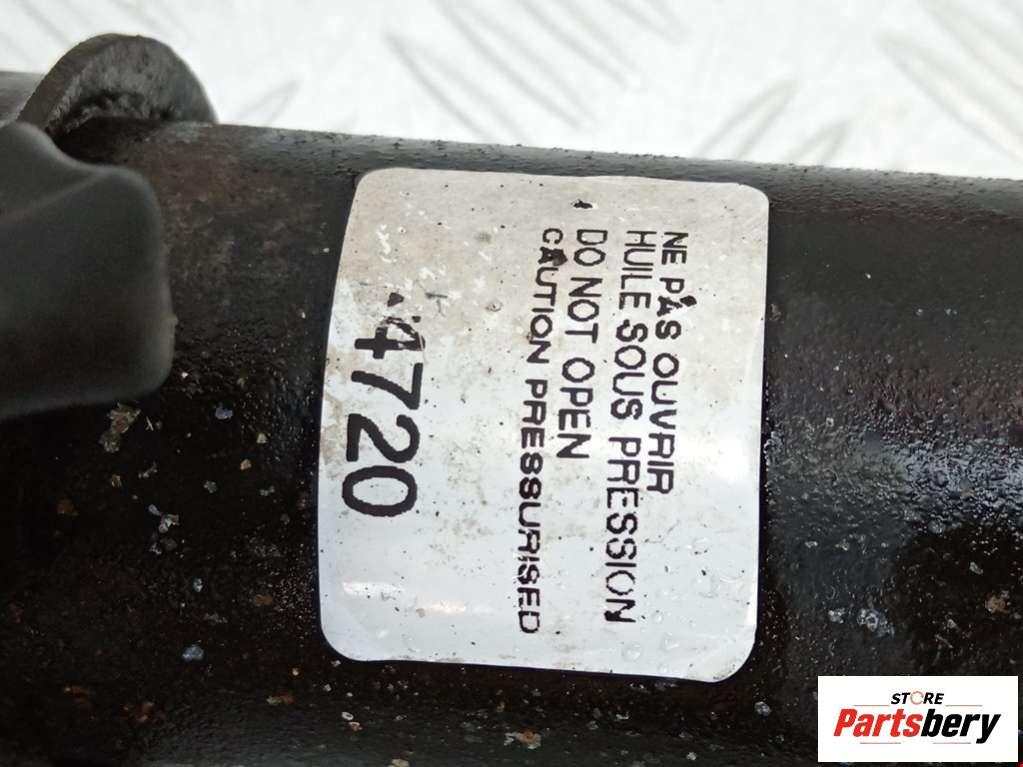 NE PAS OUVRIR
HUILE SOUS PRESSION
DO NOT OPEN
CAUTION PRESSURISED
4720
STORE
Partsbery